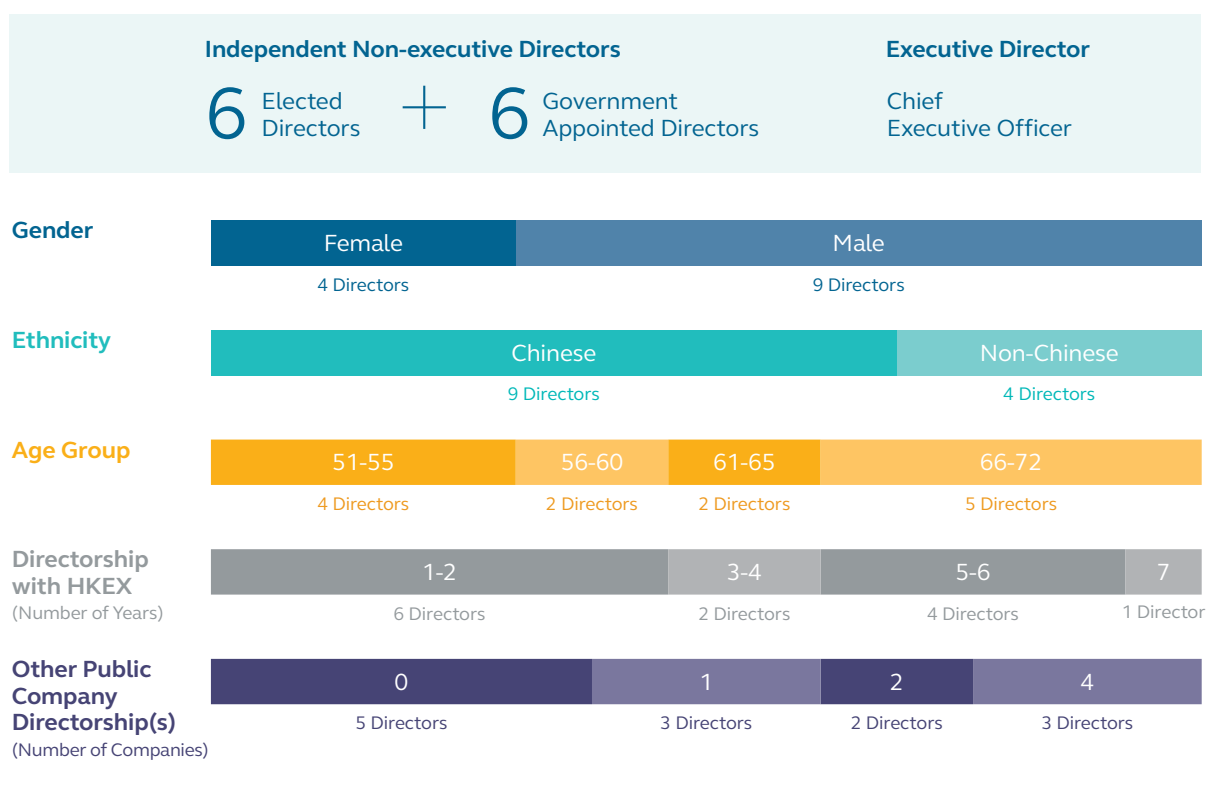 Independent Non-executive Directors
Executive Director
6 Elected Directors + 6 Government Appointed Directors
Chief
Executive Officer
Gender
Female
Male
4 Directors
9 Directors
Ethnicity
Chinese
Non-Chinese
9 Directors
4 Directors
Age Group
51-55
56-60
61-65
66-72
4 Directors
2 Directors
2 Directors
5 Directors
Directorship
with HKEX
(Number of Years)
1-2
3-4
5-6
7
6 Directors
2 Directors
4 Directors
1 Director
Other Public
Company
Directorship(s)
(Number of Companies)
0
1
2
4
5 Directors
3 Directors
2 Directors
3 Directors